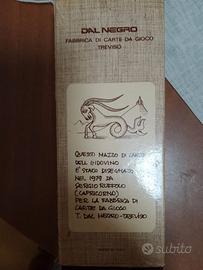 DAL NEGRO
FABBRICA DI CARTE DA GIOCO
TREVISO
QUESTO MAZZO DI CARTE
DELL'INDOVINO
È STATO DISEGNATO
NEL 1979 DA
SERGIO RUFFOLO
(CAPRICORNO)
PER LA FABBRICA DI
CARTE DA GIOCO
T. DAL NEGRO - TREVISO
subito